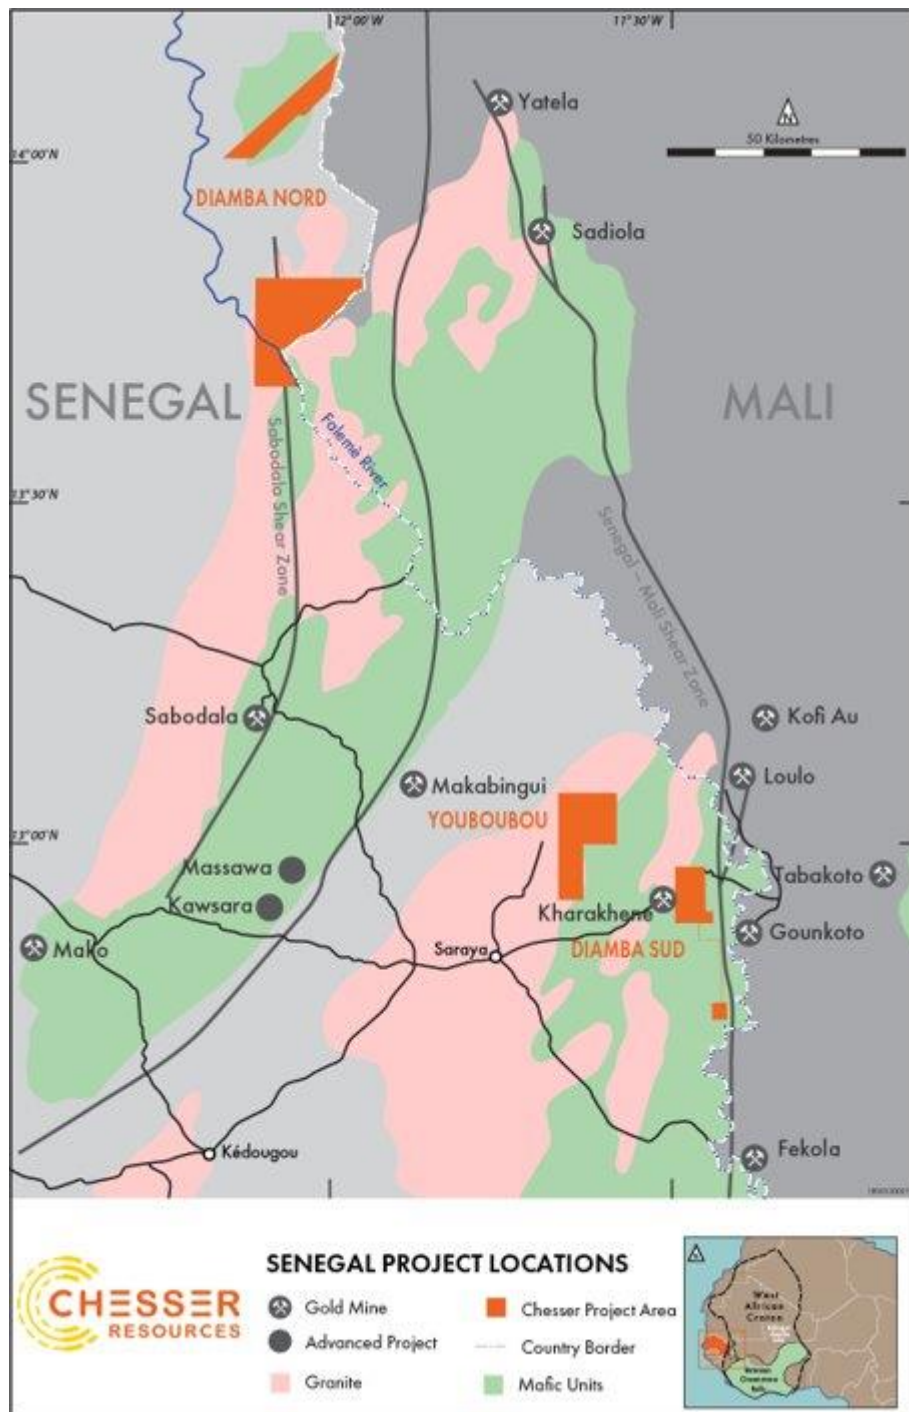 12°00'W
11°30'W
Yatela
N
50 Kilometres
14°00'N
DIAMBA NORD
Sadiola
SENEGAL
MALI
Falemé River
Sabodala Shear Zone
13°30'N
Senegal – Mali Shear Zone
Sabodala
Kofi Au
Makabingui
Loulo
YOUBOUBOU
13°00'N
Massawa
Tabakoto
Kawsara
Kharakhene
Gounkoto
Mako
Saraya
DIAMBA SUD
Kédougou
Fekola
CHESSER
RESOURCES
SENEGAL PROJECT LOCATIONS
Gold Mine
Chesser Project Area
Advanced Project
Country Border
Granite
Mafic Units
N
West
African
Craton